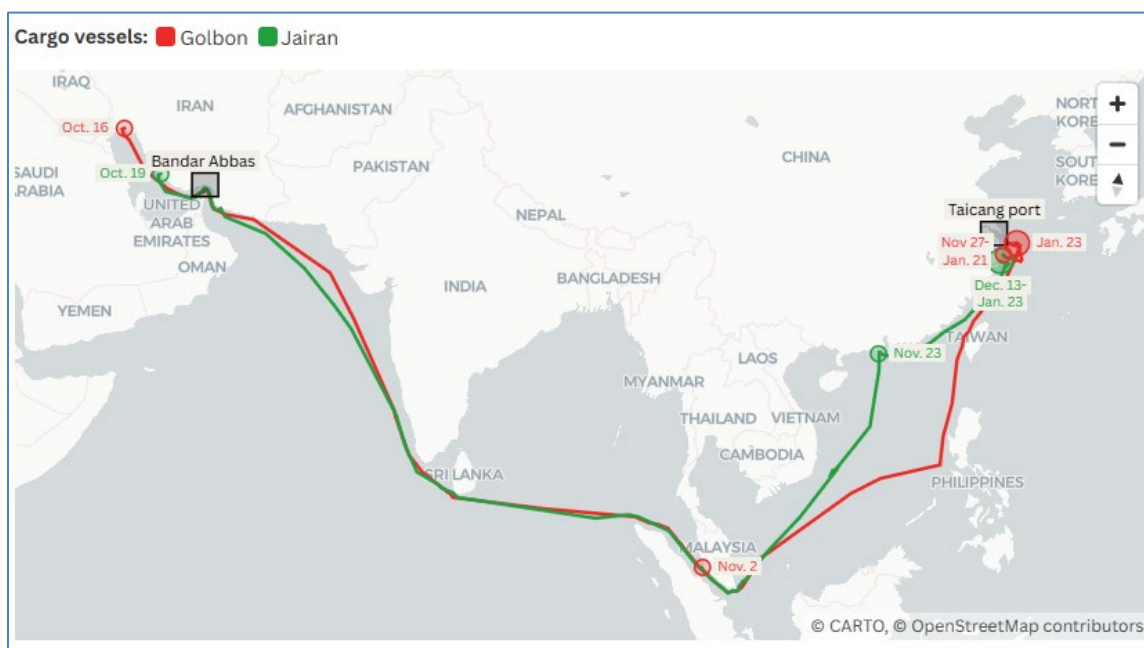 Cargo vessels: Golbon Jairan
IRAQ
IRAN
AFGHANISTAN
NORT
KORE
+
Oct. 16
Bandar Abbas
PAKISTAN
CHINA
SOUT
KORE
−
Oct. 19
SAUDI
ARABIA
UNITED
ARAB
EMIRATES
NEPAL
Taicang port
Nov 27-
Jan. 21
Jan. 23
OMAN
INDIA
BANGLADESH
Dec. 13-
Jan. 23
YEMEN
TAIWAN
LAOS
Nov. 23
MYANMAR
THAILAND
VIETNAM
CAMBODIA
SRI LANKA
PHILIPPINES
MALAYSIA
Nov. 2
© CARTO, © OpenStreetMap contributors